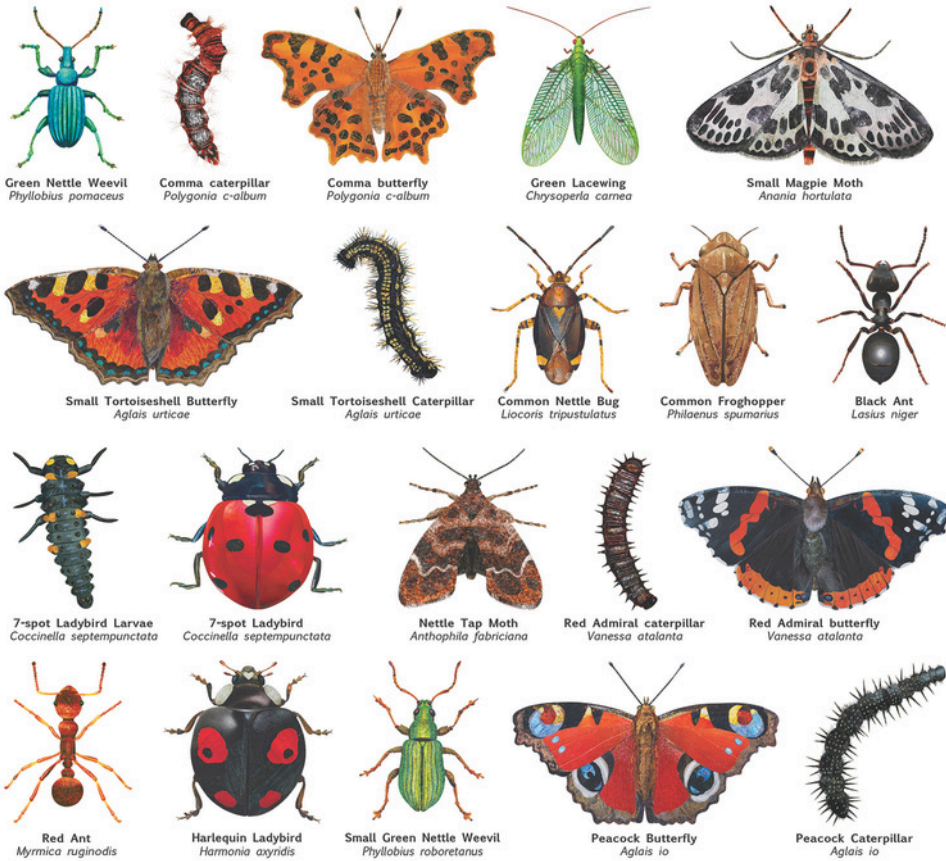 Green Nettle Weevil
Phyllobius pomaceus
Comma caterpillar
Polygonia c-album
Comma butterfly
Polygonia c-album
Green Lacewing
Chrysoperla carnea
Small Magpie Moth
Anania hortulata
Small Tortoiseshell Butterfly
Aglais urticae
Small Tortoiseshell Caterpillar
Aglais urticae
Common Nettle Bug
Liocoris tripustulatus
Common Froghopper
Philaenus spumarius
Black Ant
Lasius niger
7-spot Ladybird Larvae
Coccinella septempunctata
7-spot Ladybird
Coccinella septempunctata
Nettle Tap Moth
Anthophila fabriciana
Red Admiral caterpillar
Vanessa atalanta
Red Admiral butterfly
Vanessa atalanta
Red Ant
Myrmica ruginodis
Harlequin Ladybird
Harmonia axyridis
Small Green Nettle Weevil
Phyllobius roboretanus
Peacock Butterfly
Aglais io
Peacock Caterpillar
Aglais io